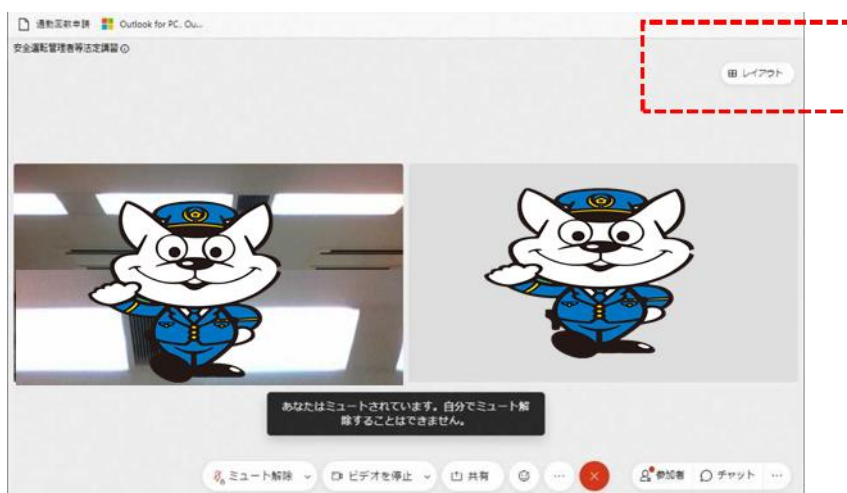 通勤回数申請 Outlook for PC, Ou...
安全運転管理者等法定講習
レイアウト
あなたはミュートされています。自分でミュート解
除することはできません。
ミュート解除 ビデオを停止 共有 ... 参加者 チャット ...